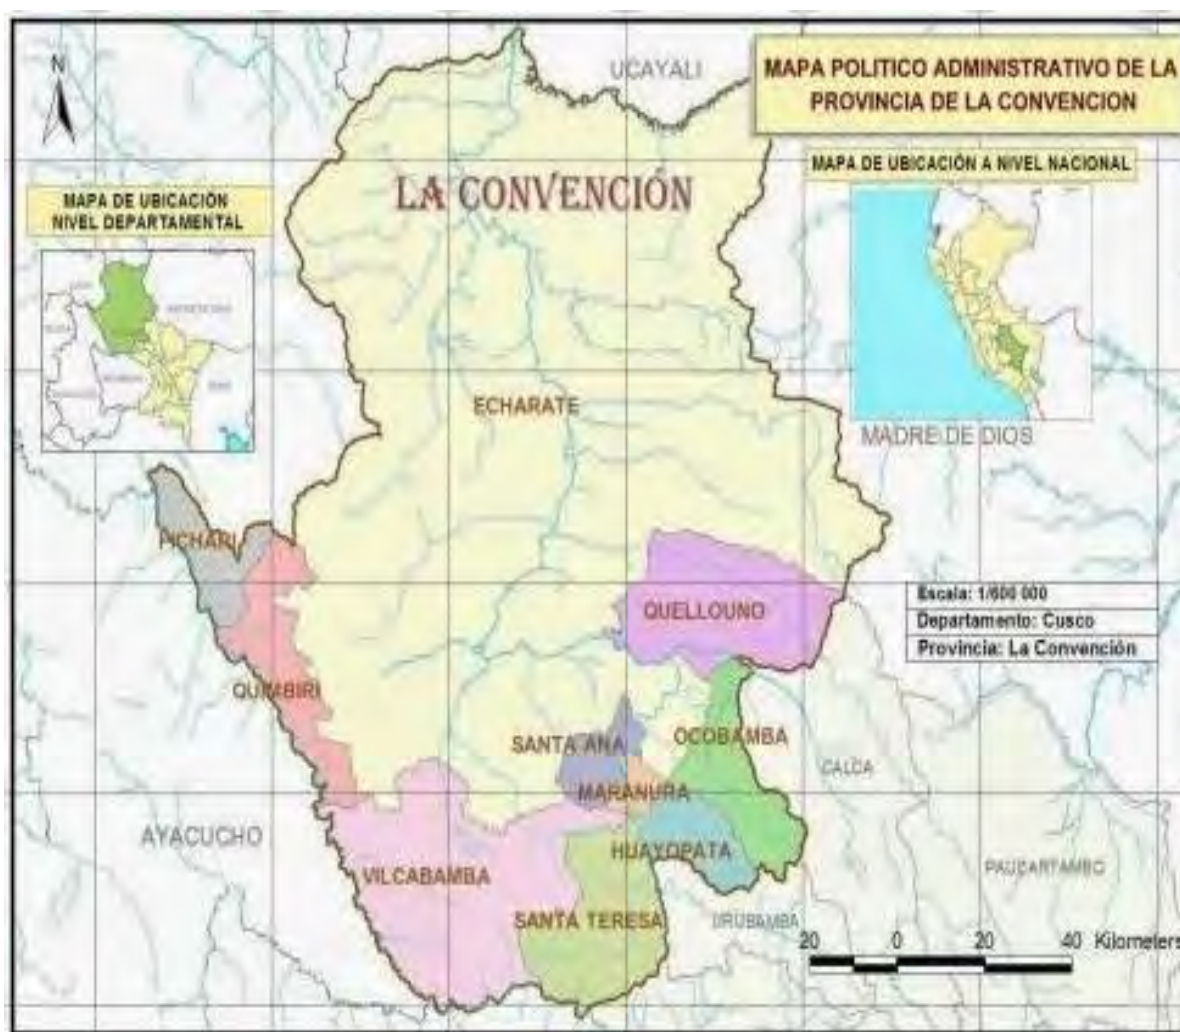 UCAYALI
MAPA POLITICO ADMINISTRATIVO DE LA
PROVINCIA DE LA CONVENCION
N
MAPA DE UBICACIÓN A NIVEL NACIONAL
LA CONVENCIÓN
MAPA DE UBICACIÓN
NIVEL DEPARTAMENTAL
ECHARATE
MADRE DE DIOS
PICHARI
QUELLOUNO
Escala: 1/600 000
Departamento: Cusco
Provincia: La Convención
QUIMBIRI
SANTA ANA
OCOBAMBA
CALCA
MARANURA
AYACUCHO
HUAYOPATA
VILCABAMBA
PAUCARTAMBO
SANTA TERESA
URUBAMBA
20 0 20 40 Kilometers